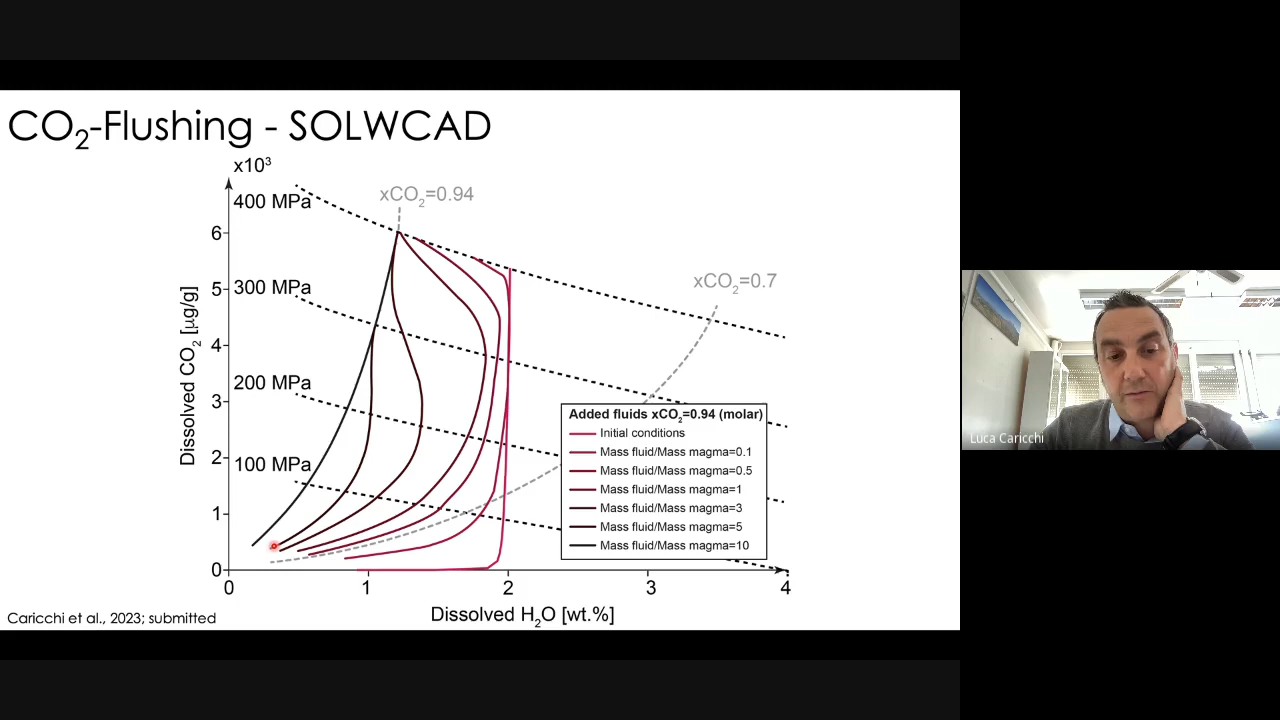 CO₂-Flushing - SOLWCAD
x10³
400 MPa
xCO₂=0.94
6
300 MPa
xCO₂=0.7
5
4
200 MPa
3
2
100 MPa
1
0
Dissolved CO₂ [µg/g]
Added fluids xCO₂=0.94 (molar)
Initial conditions
Mass fluid/Mass magma=0.1
Mass fluid/Mass magma=0.5
Mass fluid/Mass magma=1
Mass fluid/Mass magma=3
Mass fluid/Mass magma=5
Mass fluid/Mass magma=10
0 1 2 3 4
Dissolved H₂O [wt.%]
Caricchi et al., 2023; submitted
Luca Caricchi